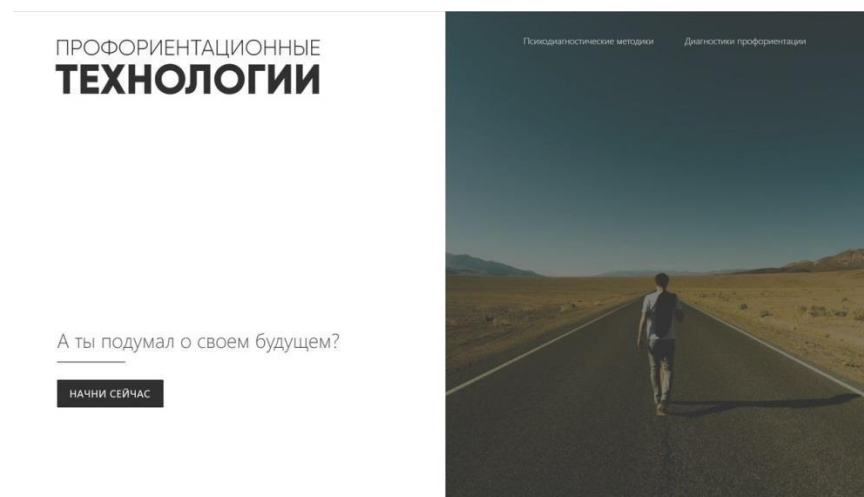 ПРОФОРИЕНТАЦИОННЫЕ
ТЕХНОЛОГИИ
Психодиагностические методики
Диагностики профориентации
А ты подумал о своем будущем?
НАЧНИ СЕЙЧАС